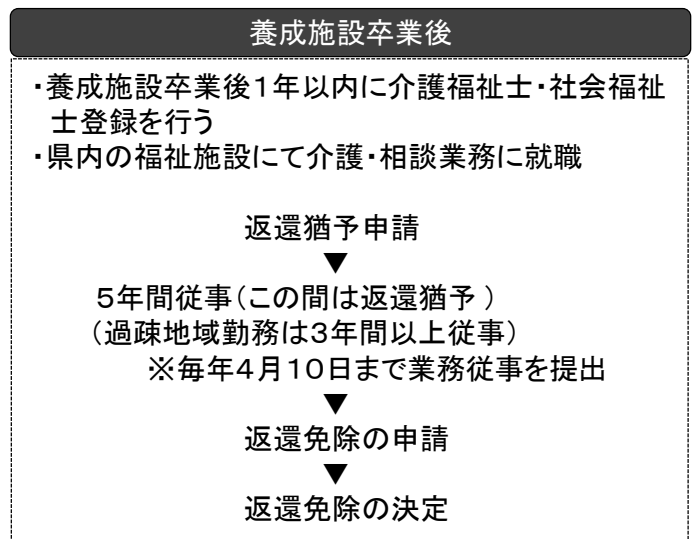 養成施設卒業後
・養成施設卒業後１年以内に介護福祉士・社会福祉
士登録を行う
・県内の福祉施設にて介護・相談業務に就職
返還猶予申請
▼
５年間従事（この間は返還猶予 ）
（過疎地域勤務は３年間以上従事）
※毎年４月１０日まで業務従事を提出
▼
返還免除の申請
▼
返還免除の決定